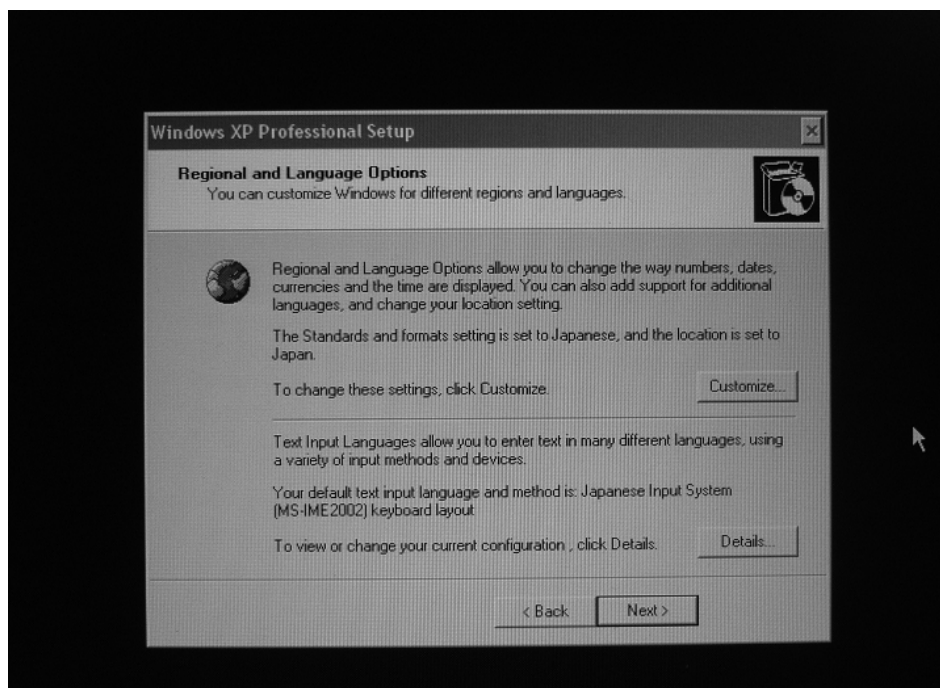 Windows XP Professional Setup
Regional and Language Options
You can customize Windows for different regions and languages.
Regional and Language Options allow you to change the way numbers, dates,
currencies and the time are displayed. You can also add support for additional
languages, and change your location setting.
The Standards and formats setting is set to Japanese, and the location is set to
Japan.
To change these settings, click Customize.
Customize...
Text Input Languages allow you to enter text in many different languages, using
a variety of input methods and devices.
Your default text input language and method is: Japanese Input System
(MS-IME2002) keyboard layout
To view or change your current configuration , click Details.
Details...
< Back
Next >